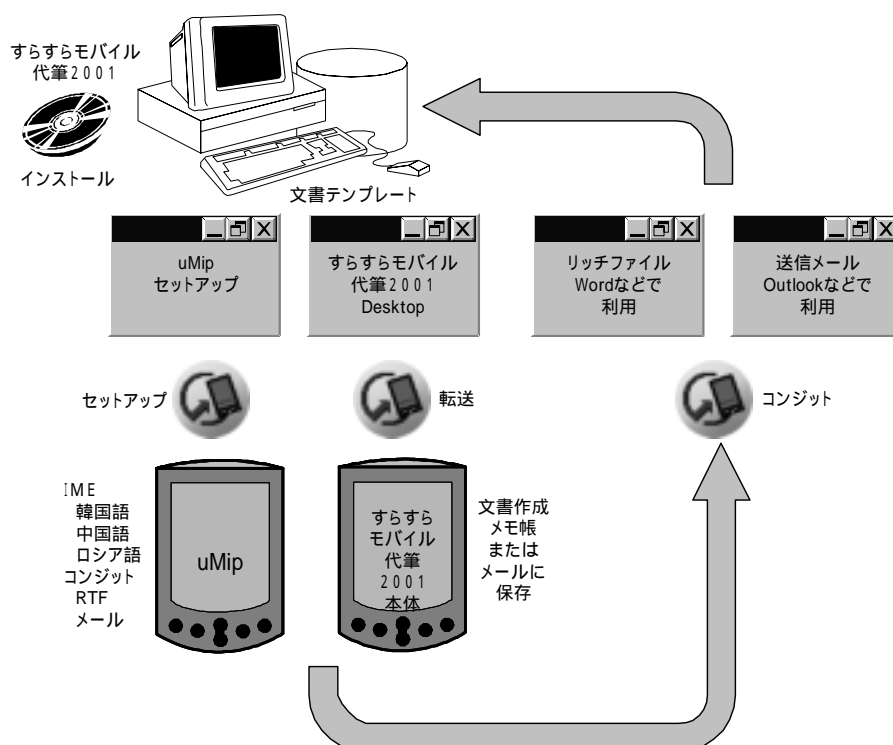 すらすらモバイル
代筆2001
インストール
文書テンプレート
uMip
セットアップ
すらすらモバイル
代筆2001
Desktop
リッチファイル
Wordなどで
利用
送信メール
Outlookなどで
利用
セットアップ
転送
コンジット
IME
韓国語
中国語
ロシア語
コンジット
RTF
メール
uMip
すらすら
モバイル
代筆
2001
本体
文書作成
メモ帳
または
メールに
保存